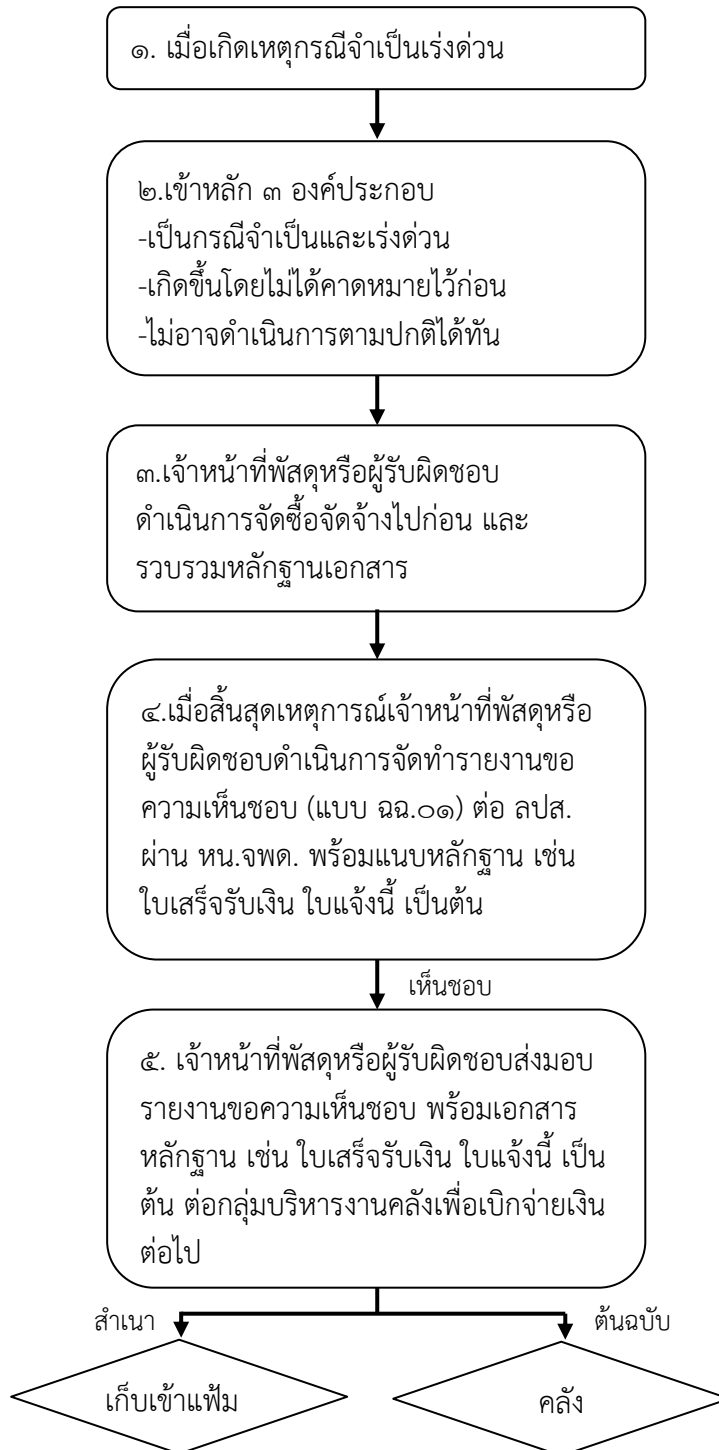 ๑. เมื่อเกิดเหตุกรณีจำเป็นเร่งด่วน
๒.เข้าหลัก ๓ องค์ประกอบ
-เป็นกรณีจำเป็นและเร่งด่วน
-เกิดขึ้นโดยไม่ได้คาดหมายไว้ก่อน
-ไม่อาจดำเนินการตามปกติได้ทัน
๓.เจ้าหน้าที่พัสดุหรือผู้รับผิดชอบ
ดำเนินการจัดซื้อจัดจ้างไปก่อน และ
รวบรวมหลักฐานเอกสาร
๔.เมื่อสิ้นสุดเหตุการณ์เจ้าหน้าที่พัสดุหรือ
ผู้รับผิดชอบดำเนินการจัดทำรายงานขอ
ความเห็นชอบ (แบบ ฉฉ.๐๑) ต่อ ลปส.
ผ่าน หน.จพด. พร้อมแนบหลักฐาน เช่น
ใบเสร็จรับเงิน ใบแจ้งนี้ เป็นต้น
เห็นชอบ
๕. เจ้าหน้าที่พัสดุหรือผู้รับผิดชอบส่งมอบ
รายงานขอความเห็นชอบ พร้อมเอกสาร
หลักฐาน เช่น ใบเสร็จรับเงิน ใบแจ้งนี้ เป็น
ต้น ต่อกลุ่มบริหารงานคลังเพื่อเบิกจ่ายเงิน
ต่อไป
สำเนา
ต้นฉบับ
เก็บเข้าแฟ้ม
คลัง